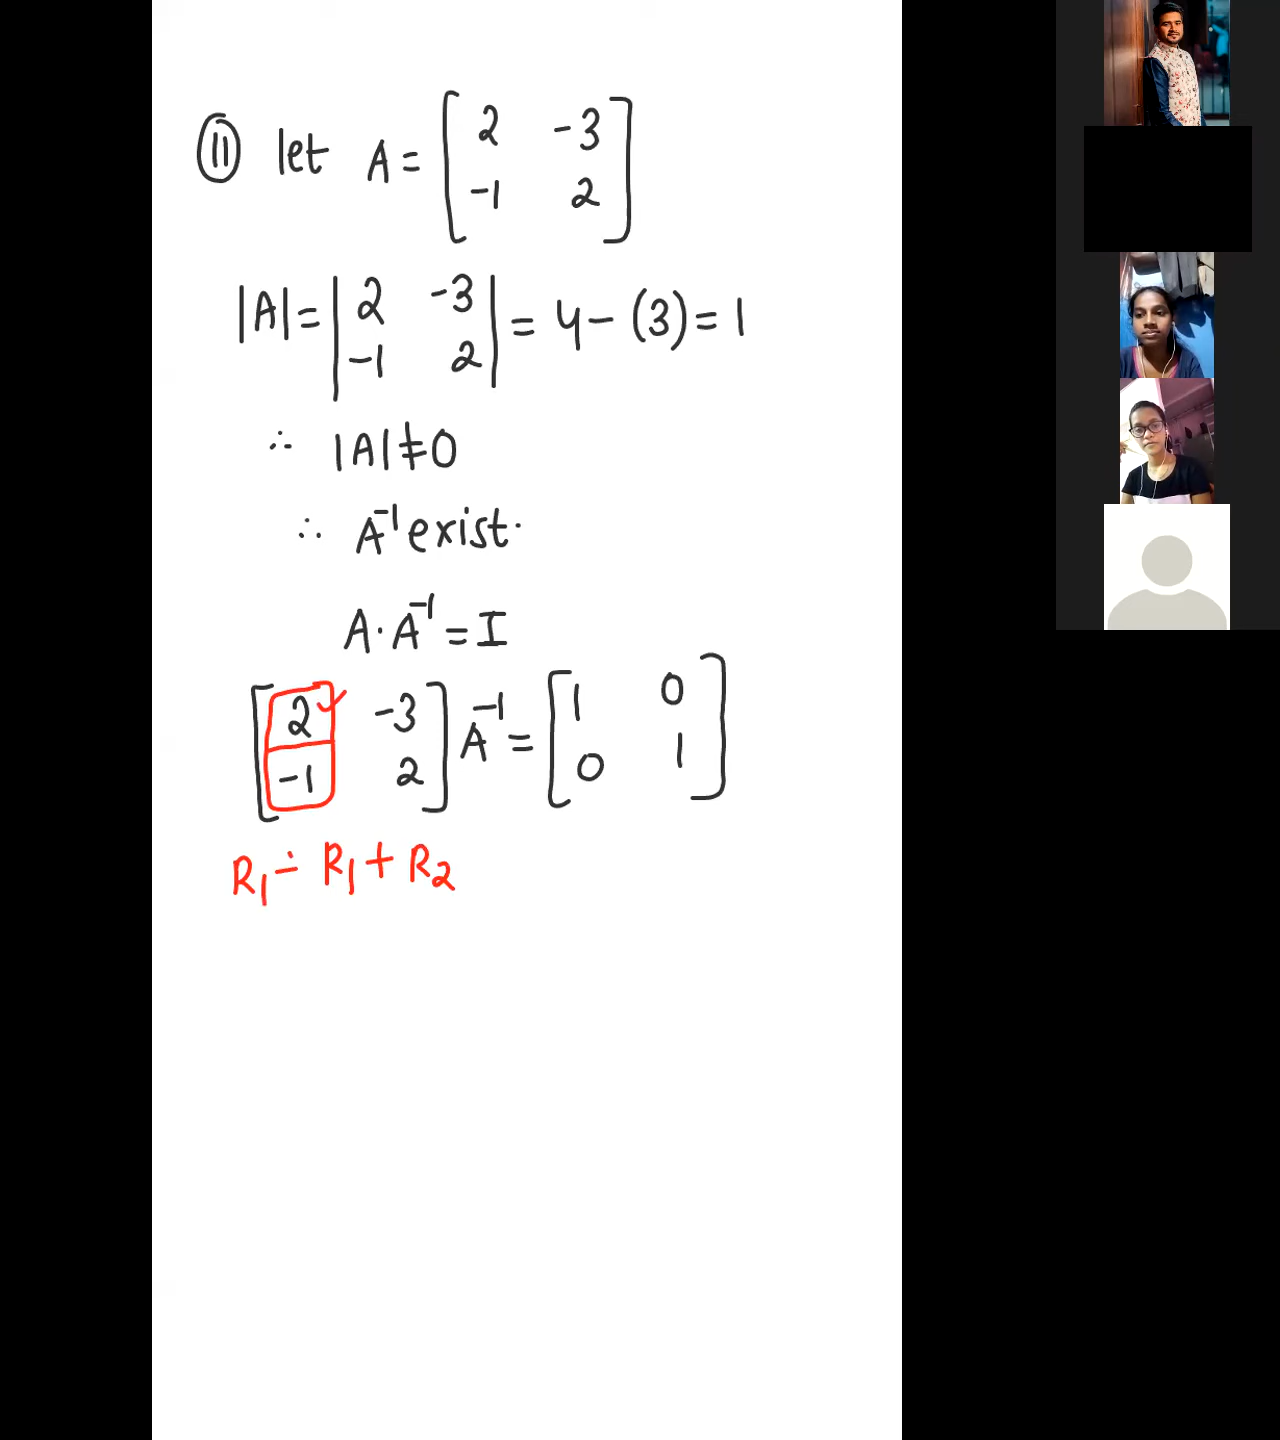 (11) let A = [ 2 -3
-1 2 ]
|A| = | 2 -3
-1 2 | = 4 - (3) = 1
∴ |A| ≠ 0
∴ A⁻¹ exist.
A · A⁻¹ = I
[ 2 -3
-1 2 ] A⁻¹ = [ 1 0
0 1 ]
R₁ → R₁ + R₂